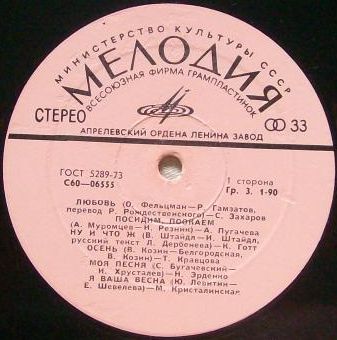 МИНИСТЕРСТВО КУЛЬТУРЫ СССР
МЕЛОДИЯ
ВСЕСОЮЗНАЯ ФИРМА ГРАМПЛАСТИНОК
СТЕРЕО
33
АПРЕЛЕВСКИЙ ОРДЕНА ЛЕНИНА ЗАВОД
ГОСТ 5289-73
С60—06555
1 сторона
Гр. 3. 1-90
ЛЮБОВЬ (О. Фельцман— Р. Гамзатов,
перевод Р. Рождественского)— С. Захаров
ПОСИДИМ, ПООКАЕМ
(А. Муромцев— И. Резник)— А. Пугачева
НУ И ЧТО Ж (В. Штайдл— И. Штайдл,
русский текст Л. Дербенева)— К. Готт
ОСЕНЬ (В. Козин— Белгородская,
В. Козин)— Т. Кравцова
МОЯ ПЕСНЯ (С. Бугачевский—
Н. Хрусталев)— Н. Эрденко
Я ВАША ВЕСНА (Ю. Левитин—
Е. Шевелева)— М. Кристалинская